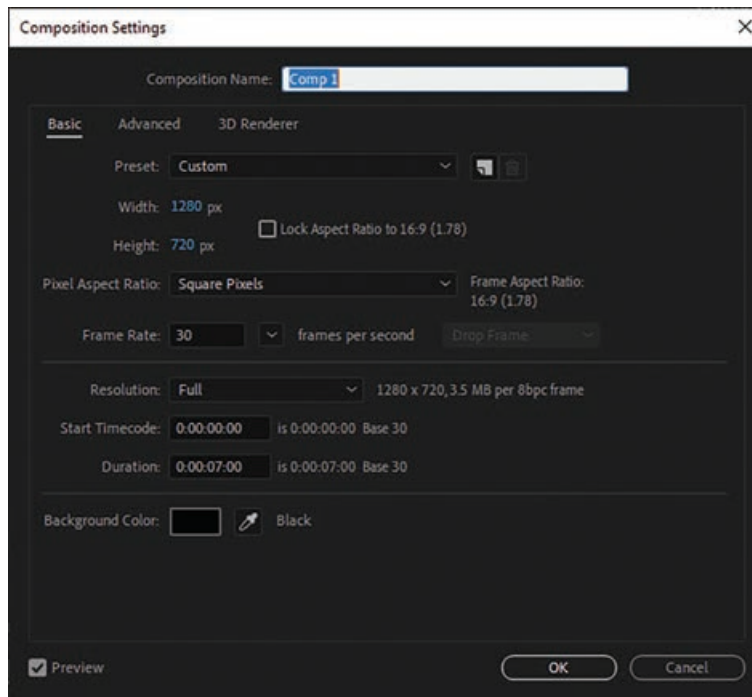 Composition Settings
Composition Name: Comp 1
Basic Advanced 3D Renderer
Preset: Custom
Width: 1280 px
Lock Aspect Ratio to 16:9 (1.78)
Height: 720 px
Pixel Aspect Ratio: Square Pixels Frame Aspect Ratio:
16:9 (1.78)
Frame Rate: 30 frames per second Drop Frame
Resolution: Full 1280 x 720, 3.5 MB per 8bpc frame
Start Timecode: 0:00:00:00 is 0:00:00:00 Base 30
Duration: 0:00:07:00 is 0:00:07:00 Base 30
Background Color: Black
Preview OK Cancel